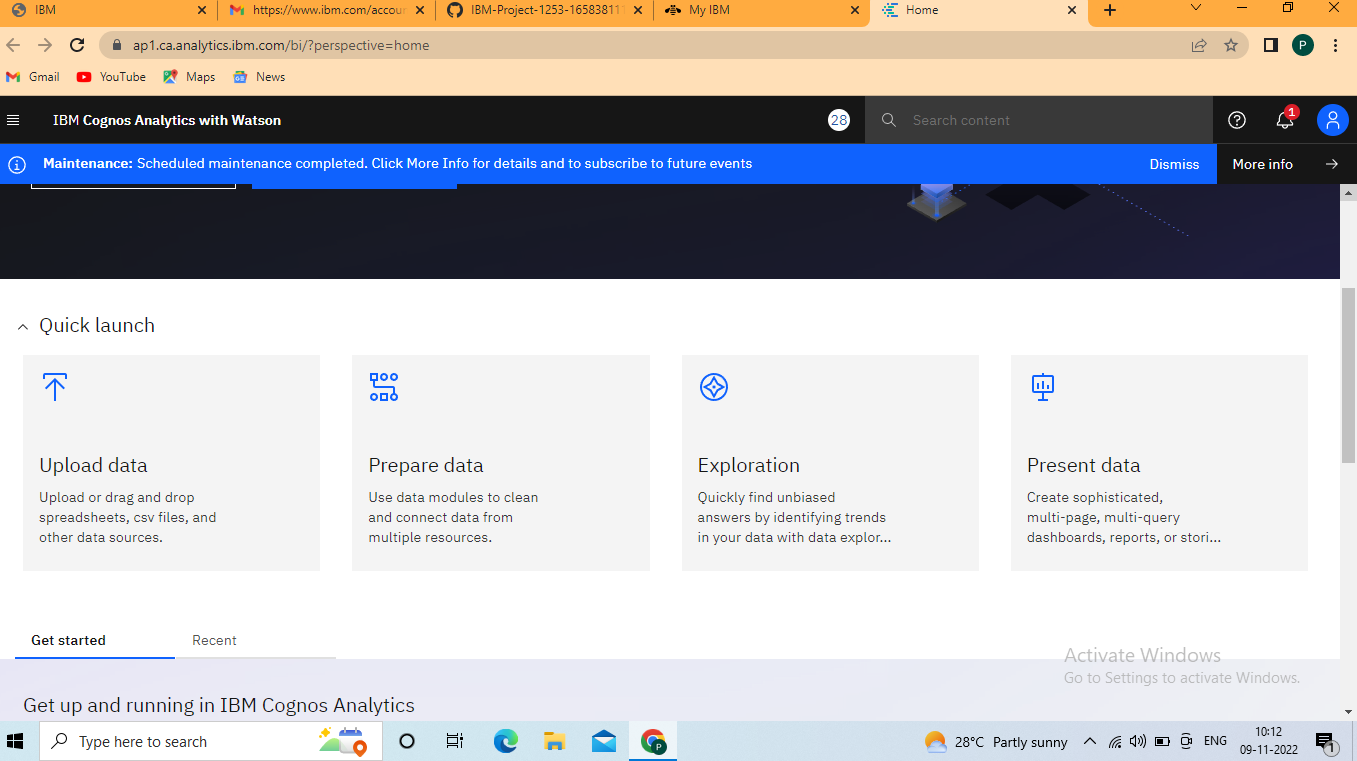 IBM
https://www.ibm.com/accour
IBM-Project-1253-165838111
My IBM
Home
ap1.ca.analytics.ibm.com/bi/?perspective=home
P
Gmail
YouTube
Maps
News
IBM Cognos Analytics with Watson
28
Search content
1
Maintenance: Scheduled maintenance completed. Click More Info for details and to subscribe to future events
Dismiss
More info
Quick launch
Upload data
Upload or drag and drop
spreadsheets, csv files, and
other data sources.
Prepare data
Use data modules to clean
and connect data from
multiple resources.
Exploration
Quickly find unbiased
answers by identifying trends
in your data with data explor...
Present data
Create sophisticated,
multi-page, multi-query
dashboards, reports, or stori...
Get started
Recent
Activate Windows
Go to Settings to activate Windows.
Get up and running in IBM Cognos Analytics
Type here to search
P
28°C Partly sunny
ENG
10:12
09-11-2022
1